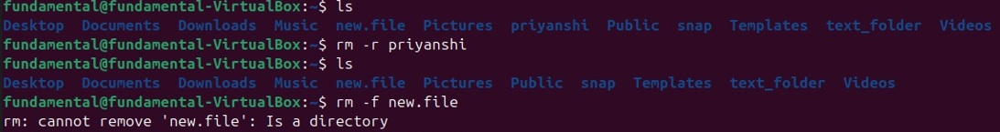 fundamental@fundamental-VirtualBox:~$ ls
Desktop  Documents  Downloads  Music  new.file  Pictures  priyanshi  Public  snap  Templates  text_folder  Videos
fundamental@fundamental-VirtualBox:~$ rm -r priyanshi
fundamental@fundamental-VirtualBox:~$ ls
Desktop  Documents  Downloads  Music  new.file  Pictures  Public  snap  Templates  text_folder  Videos
fundamental@fundamental-VirtualBox:~$ rm -f new.file
rm: cannot remove 'new.file': Is a directory